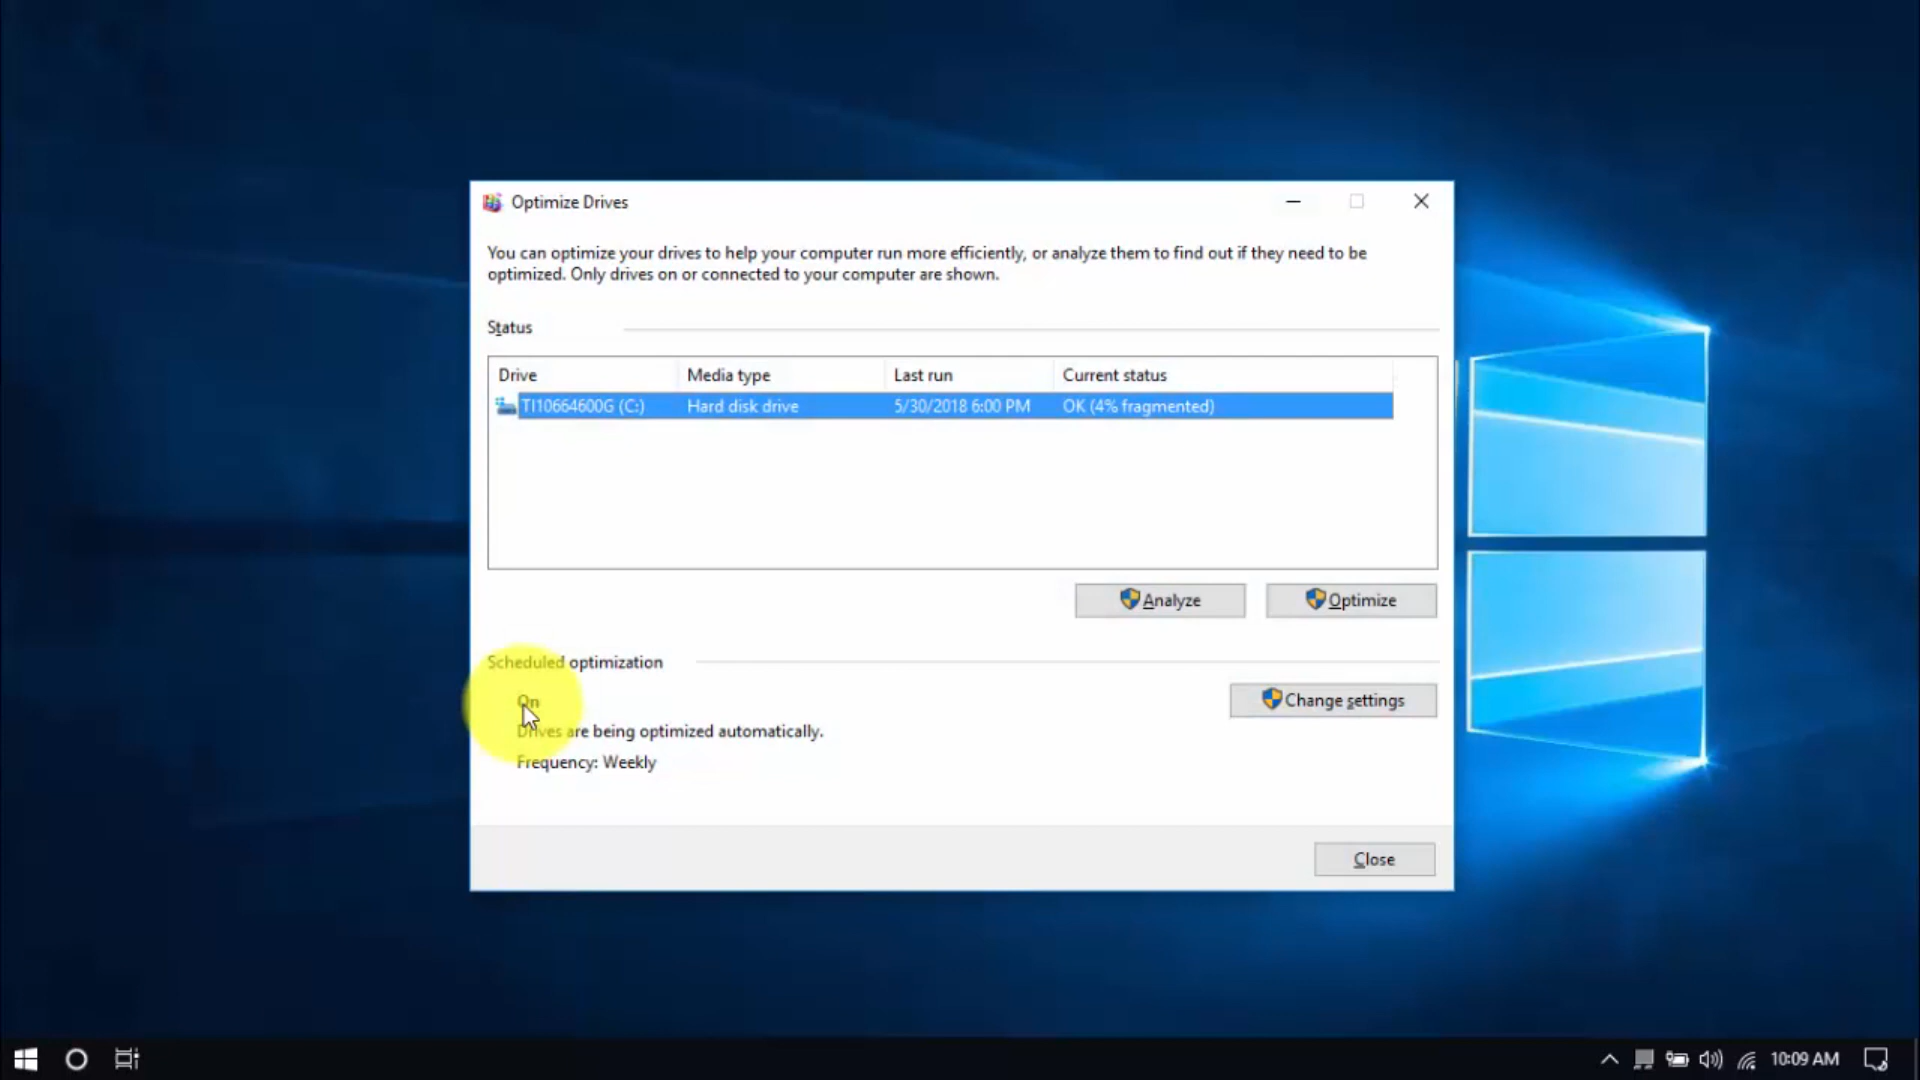 Optimize Drives
You can optimize your drives to help your computer run more efficiently, or analyze them to find out if they need to be
optimized. Only drives on or connected to your computer are shown.
Status
Drive Media type Last run Current status
TI10664600G (C:) Hard disk drive 5/30/2018 6:00 PM OK (4% fragmented)
Analyze Optimize
Scheduled optimization
On
Change settings
Drives are being optimized automatically.
Frequency: Weekly
Close
10:09 AM